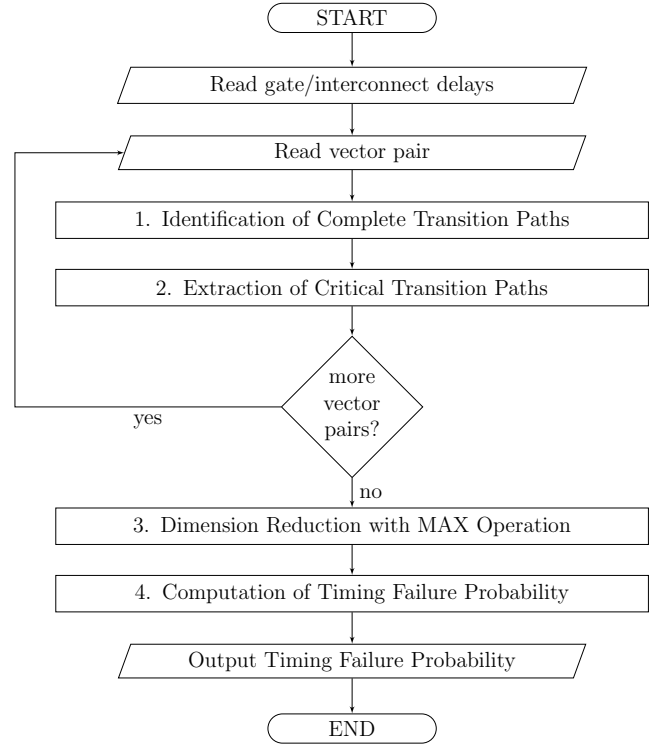 START
Read gate/interconnect delays
Read vector pair
1. Identification of Complete Transition Paths
2. Extraction of Critical Transition Paths
more
vector
pairs?
yes
no
3. Dimension Reduction with MAX Operation
4. Computation of Timing Failure Probability
Output Timing Failure Probability
END